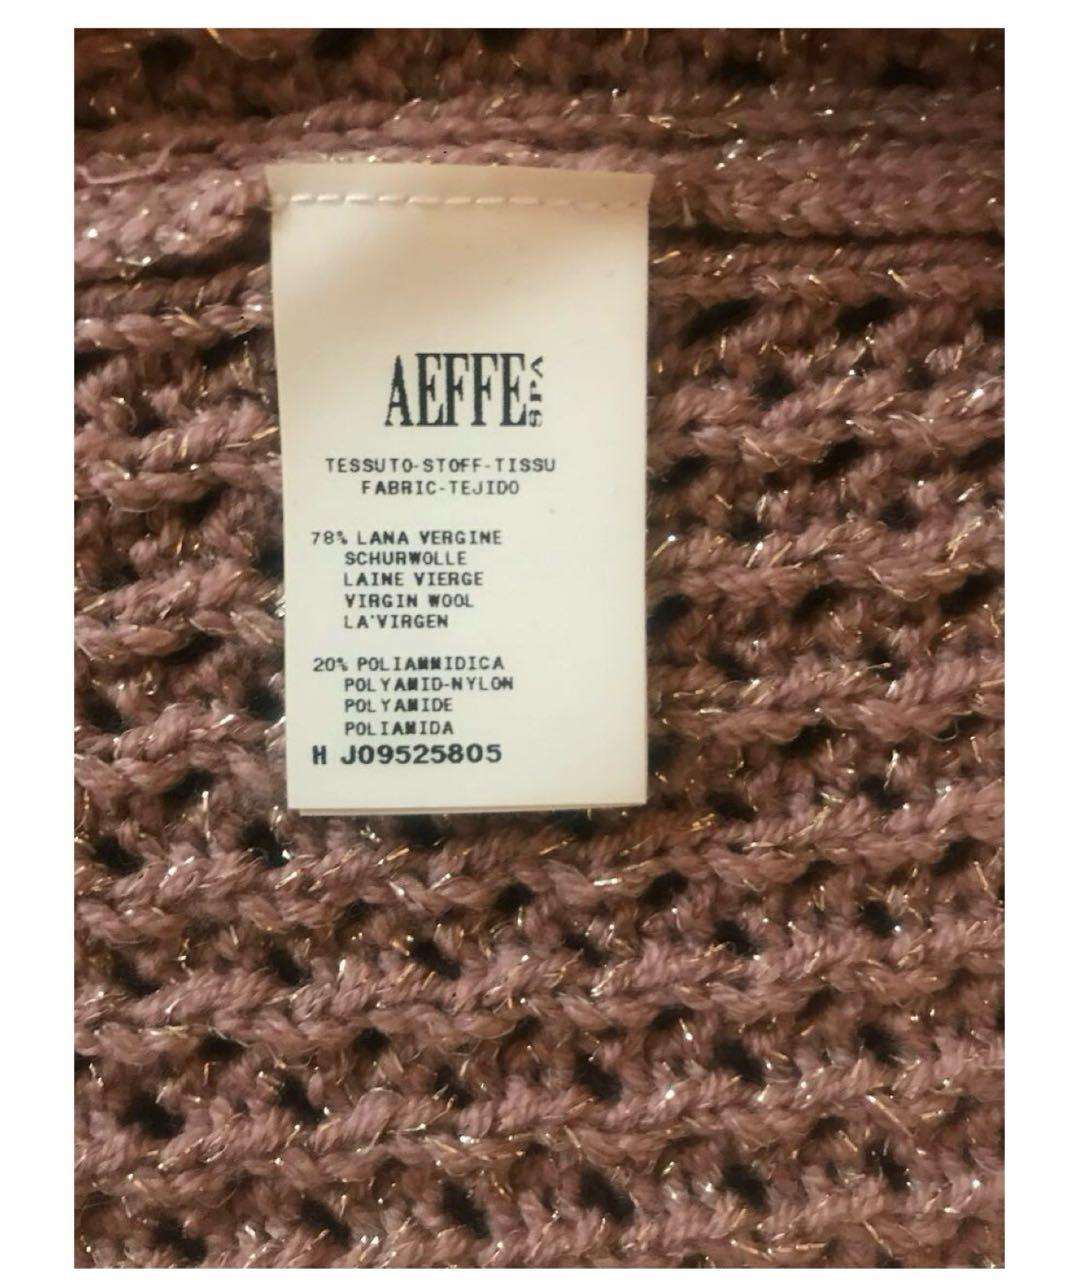 AEFFE SPA
TESSUTO-STOFF-TISSU
FABRIC-TEJIDO
78% LANA VERGINE
SCHURWOLLE
LAINE VIERGE
VIRGIN WOOL
LA'VIRGEN
20% POLIAMMIDICA
POLYAMID-NYLON
POLYAMIDE
POLIAMIDA
H J09525805